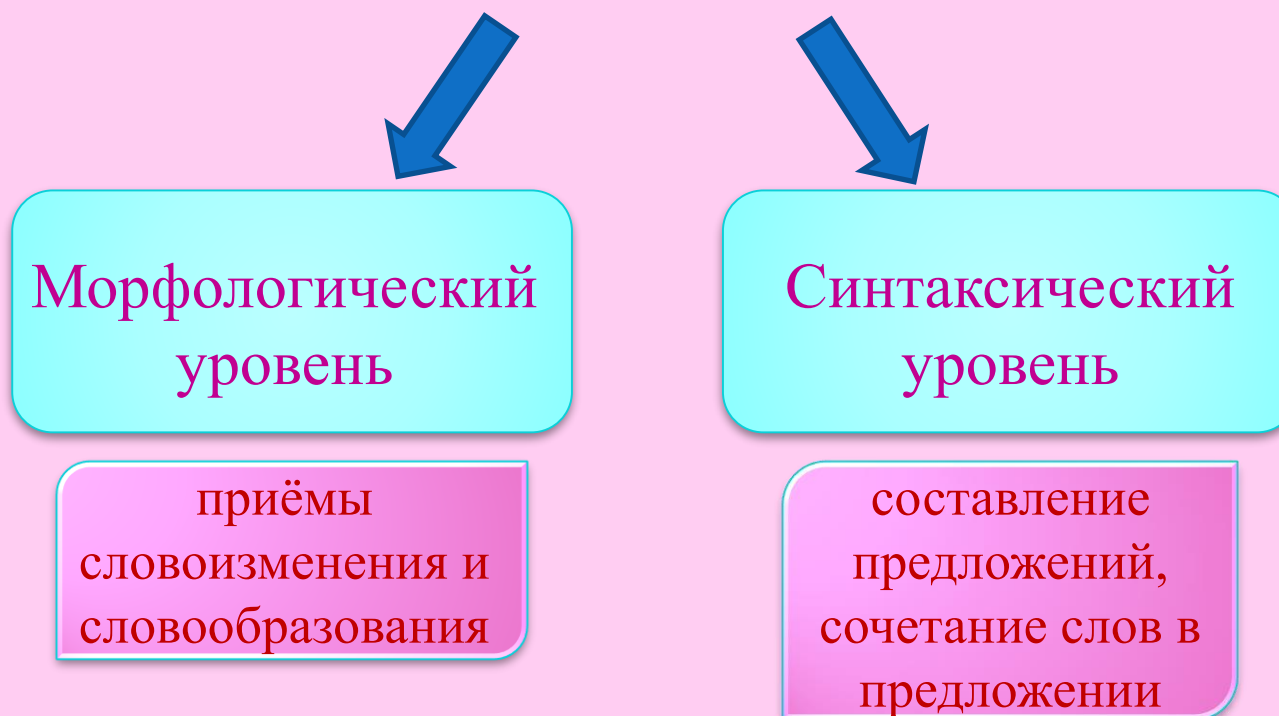 Морфологический
уровень
приёмы
словоизменения и
словообразования
Синтаксический
уровень
составление
предложений,
сочетание слов в
предложении